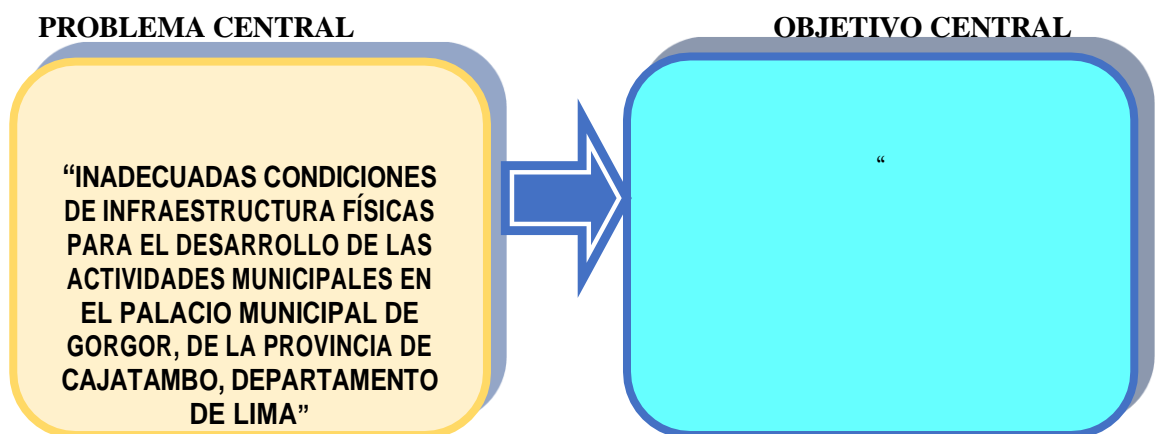 PROBLEMA CENTRAL
OBJETIVO CENTRAL
“INADECUADAS CONDICIONES
DE INFRAESTRUCTURA FÍSICAS
PARA EL DESARROLLO DE LAS
ACTIVIDADES MUNICIPALES EN
EL PALACIO MUNICIPAL DE
GORGOR, DE LA PROVINCIA DE
CAJATAMBO, DEPARTAMENTO
DE LIMA”
“